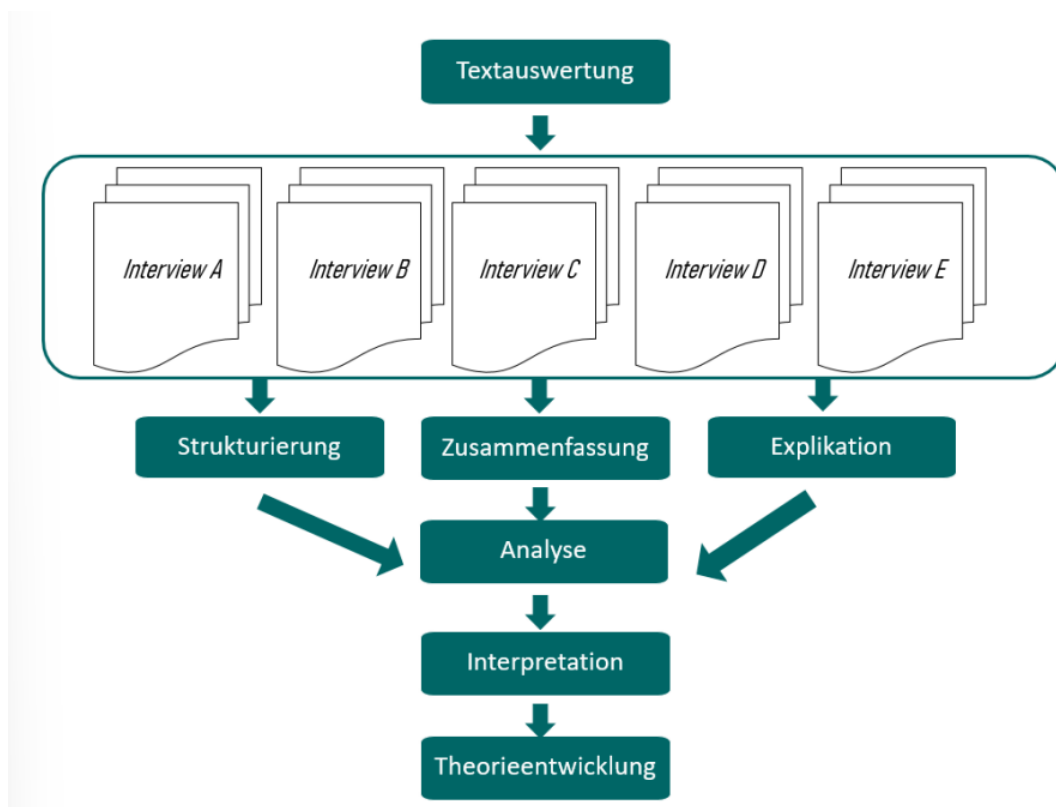 Textauswertung
Interview A
Interview B
Interview C
Interview D
Interview E
Strukturierung
Zusammenfassung
Explikation
Analyse
Interpretation
Theorieentwicklung